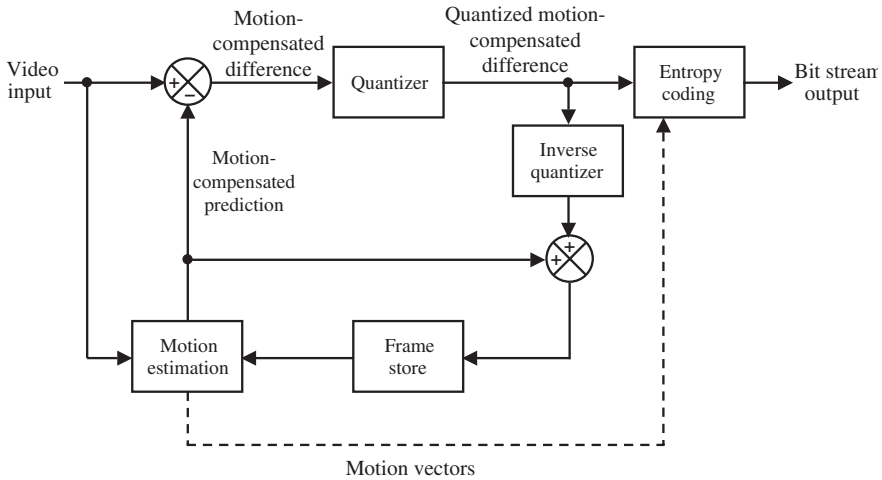 Motion-
compensated
difference
Quantized motion-
compensated
difference
Video
input
+
−
Quantizer
Entropy
coding
Bit stream
output
Motion-
compensated
prediction
Inverse
quantizer
+
+
Motion
estimation
Frame
store
Motion vectors